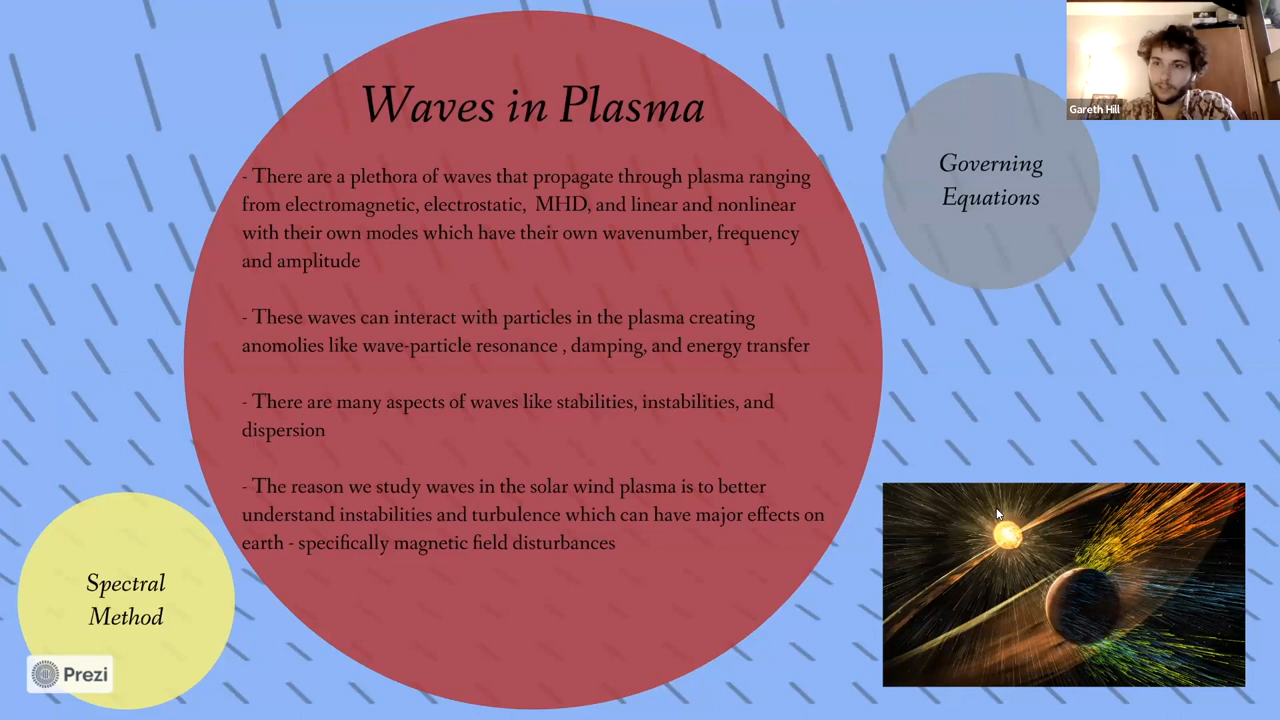 Waves in Plasma
- There are a plethora of waves that propagate through plasma ranging
from electromagnetic, electrostatic,  MHD, and linear and nonlinear
with their own modes which have their own wavenumber, frequency
and amplitude
- These waves can interact with particles in the plasma creating
anomolies like wave-particle resonance , damping, and energy transfer
- There are many aspects of waves like stabilities, instabilities, and
dispersion
- The reason we study waves in the solar wind plasma is to better
understand instabilities and turbulence which can have major effects on
earth - specifically magnetic field disturbances
Governing
Equations
Gareth Hill
Spectral
Method
Prezi